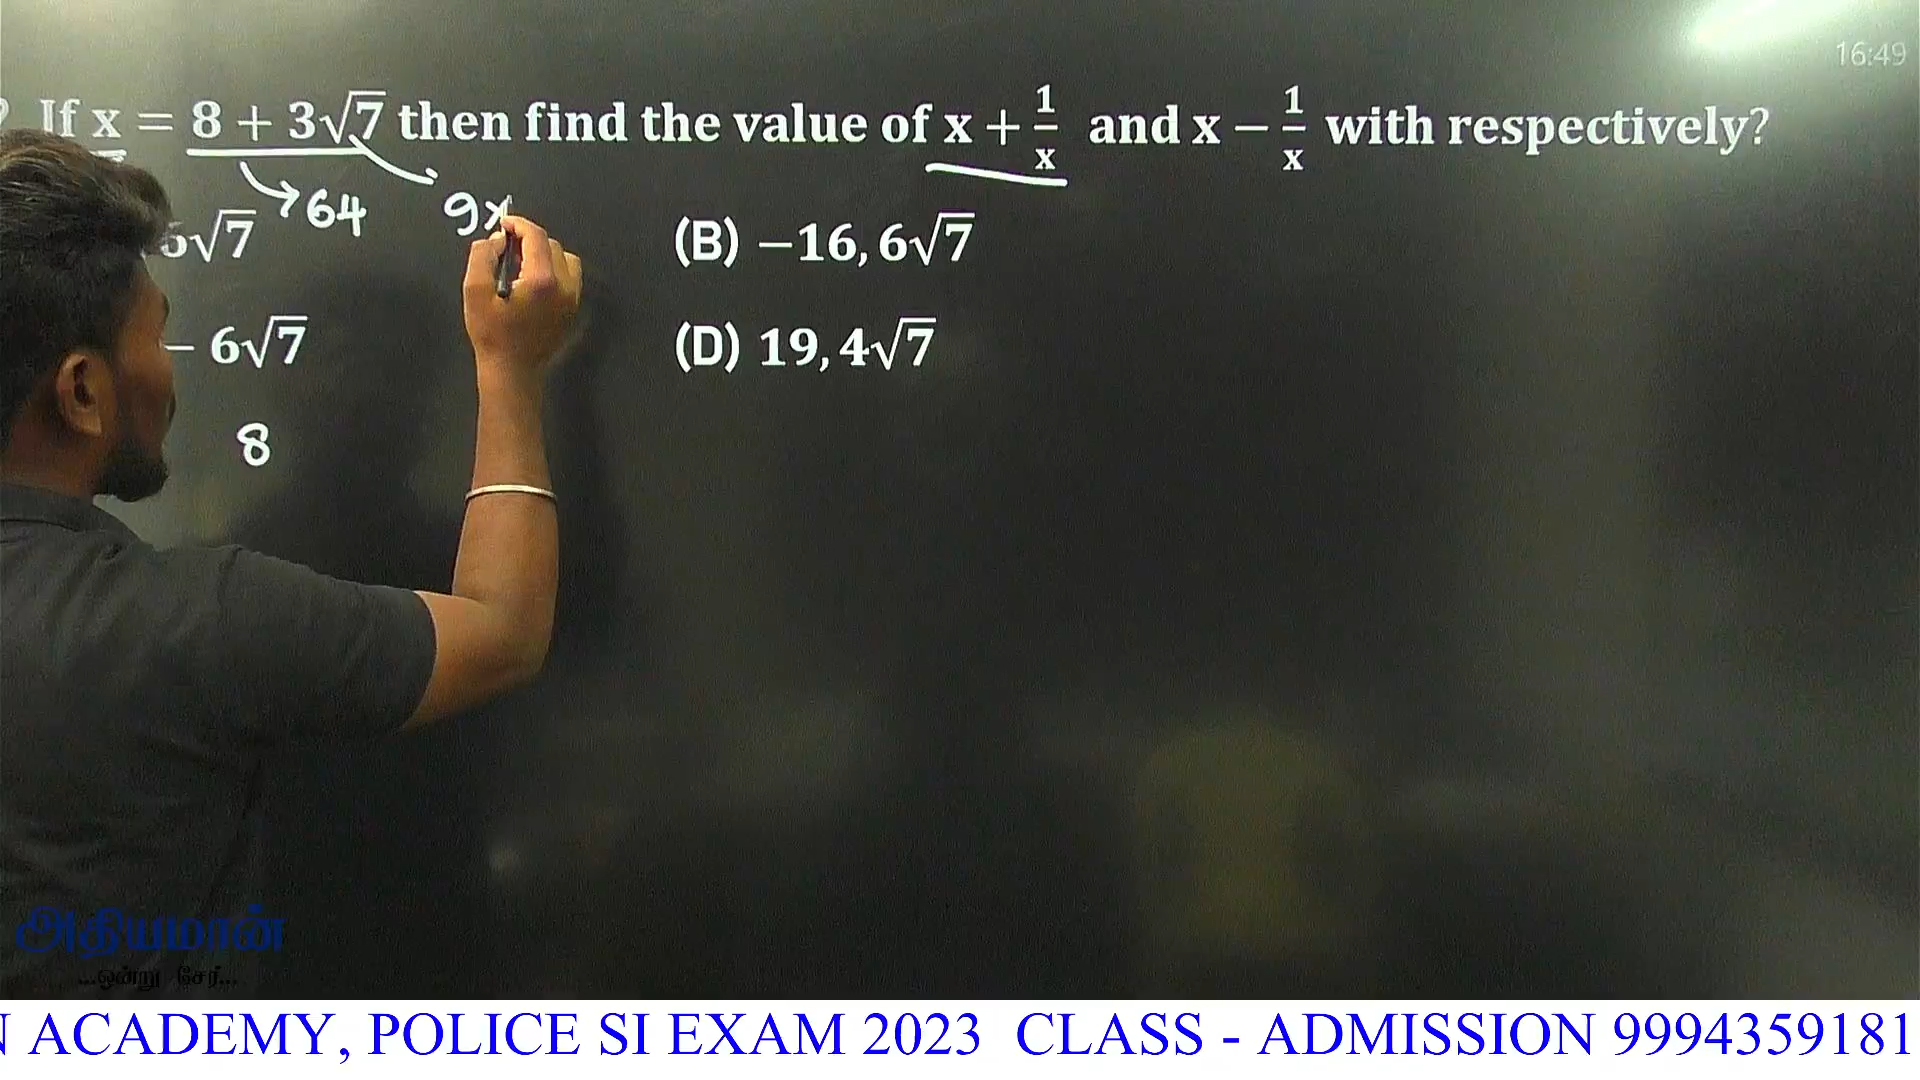 16:49
? If x = 8 + 3√7 then find the value of x + 1/x and x − 1/x with respectively?
64 9x
6√7 (B) −16, 6√7
− 6√7 (D) 19, 4√7
8
அதியமான்
...ஒன்று சேர்...
N ACADEMY, POLICE SI EXAM 2023 CLASS - ADMISSION 9994359181